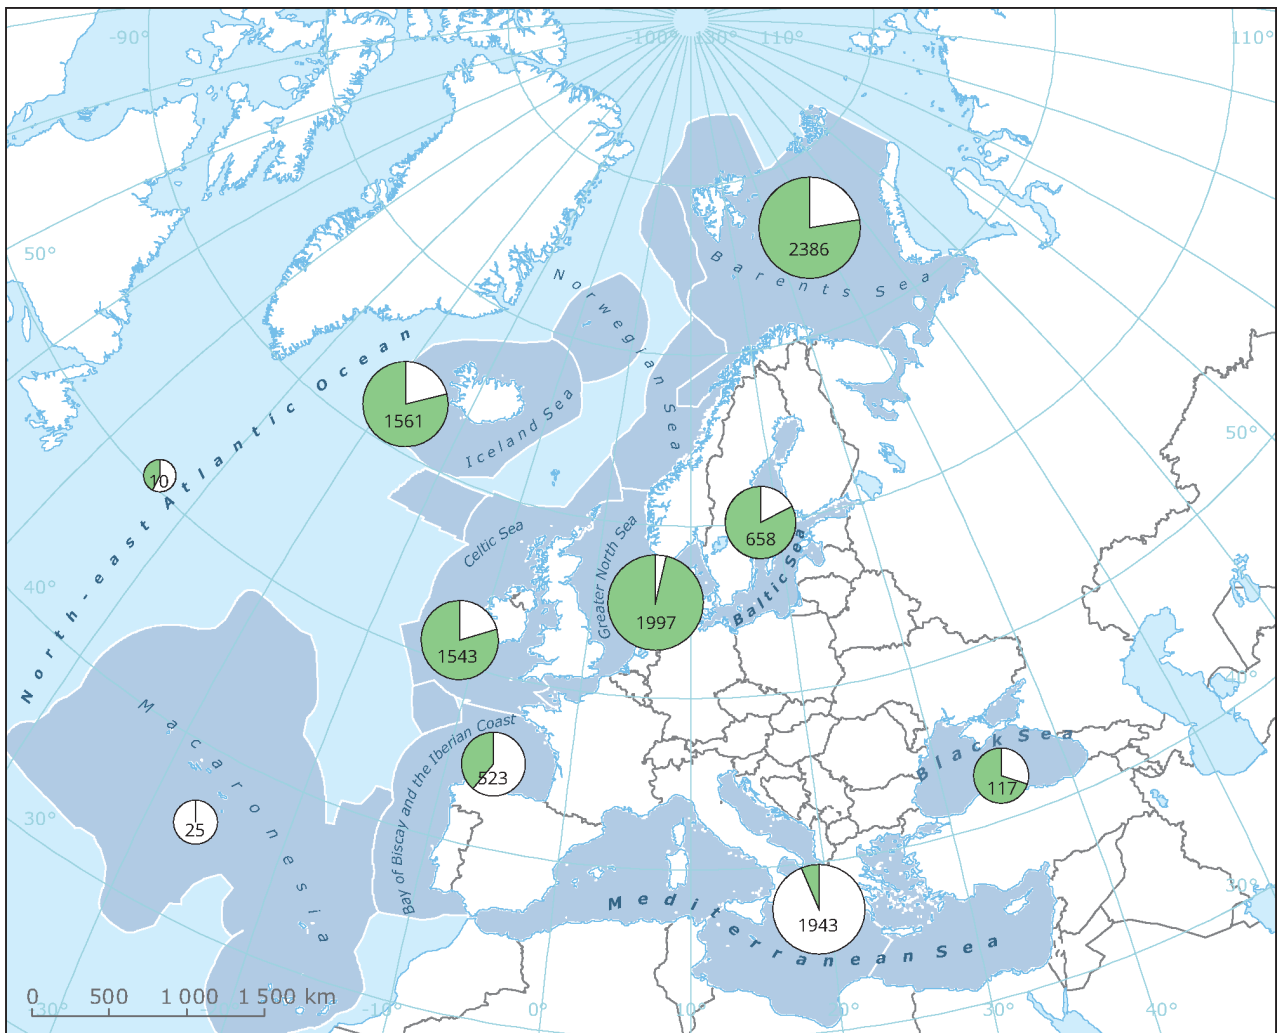 -90°
-100°
130°
110°
110°
50°
2386
Barents Sea
Norwegian Sea
North-east Atlantic Ocean
1561
Iceland Sea
50°
10
Celtic Sea
Greater North Sea
658
Baltic Sea
40°
1997
1543
40°
Macaronesia
Bay of Biscay and the Iberian Coast
523
Black Sea
117
30°
25
30°
Mediterranean Sea
1943
0 500 1 000 1 500 km
-30°
-10°
0°
10°
20°
30°
40°